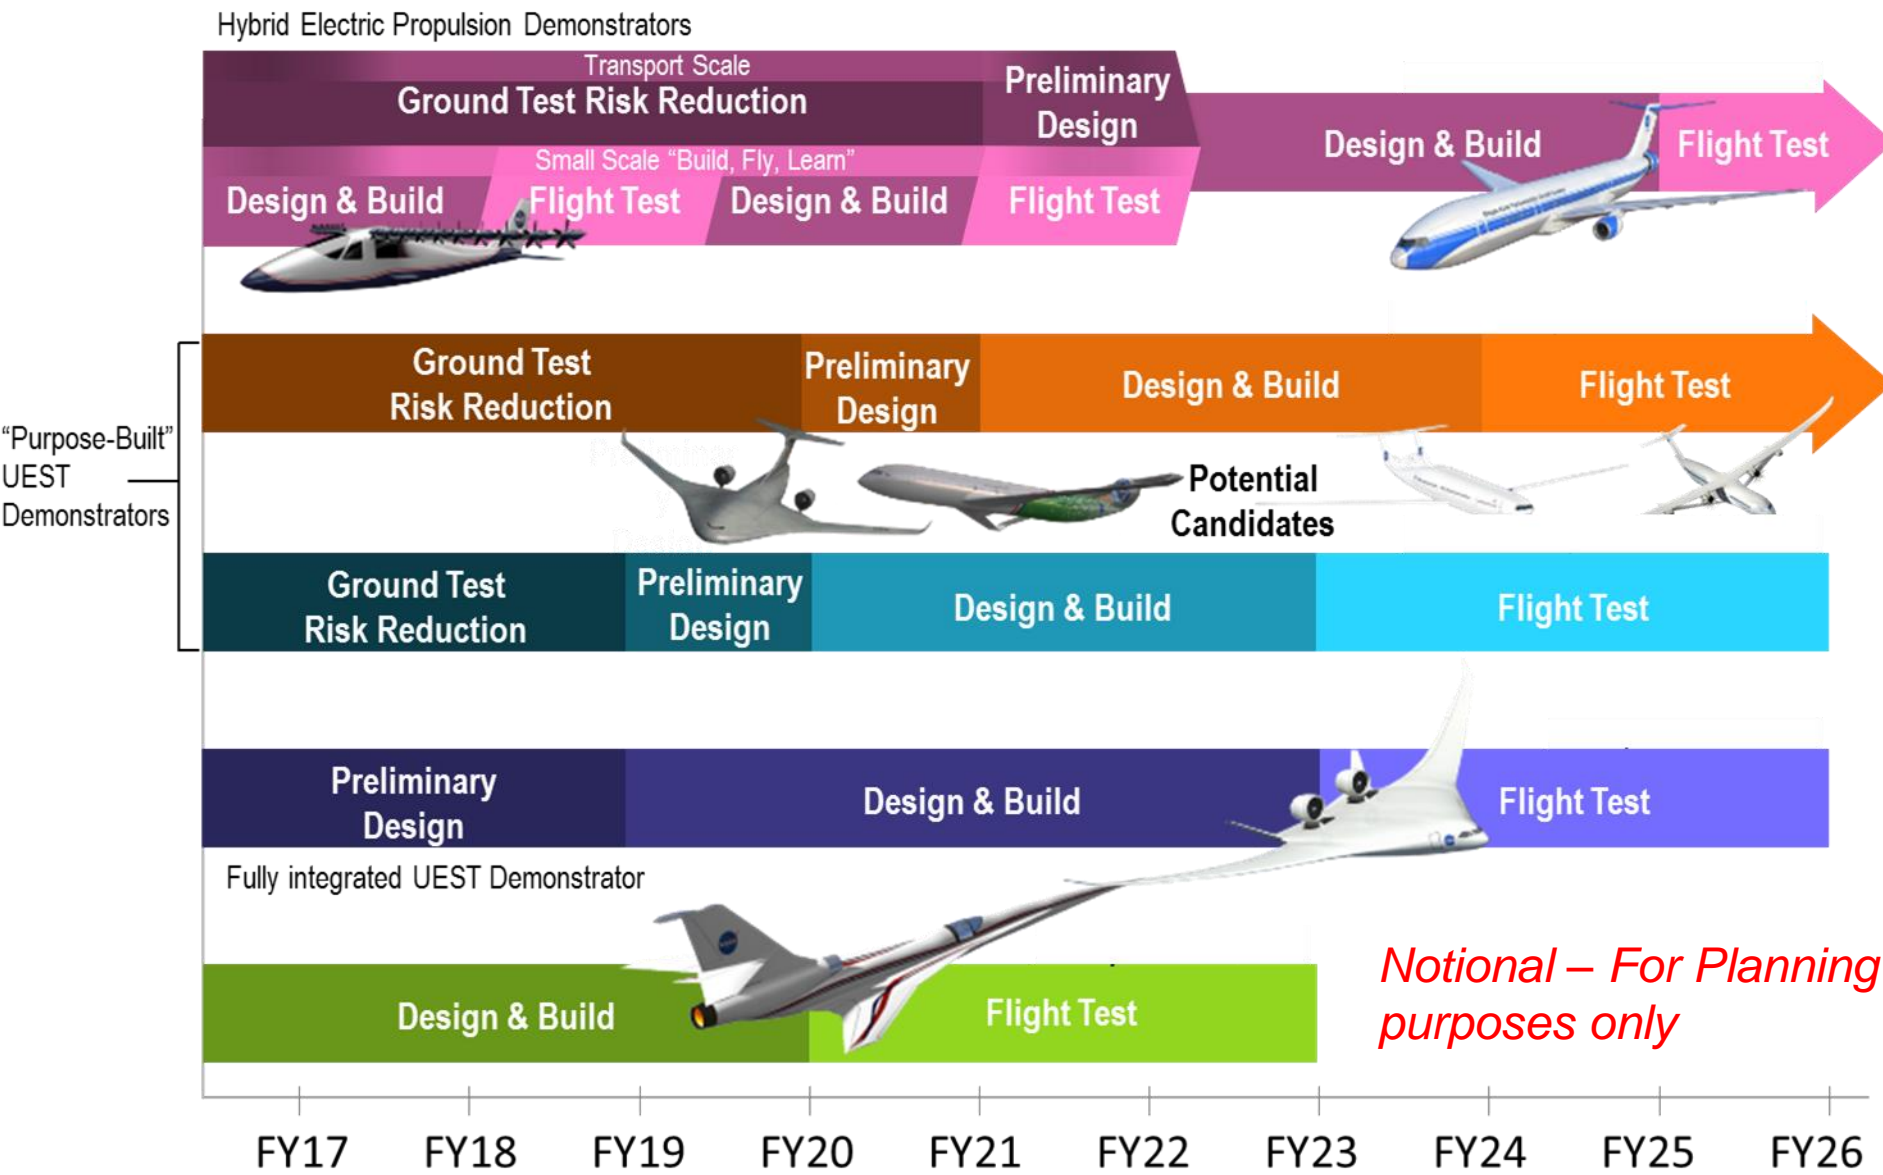 Hybrid Electric Propulsion Demonstrators
Transport Scale
Ground Test Risk Reduction
Preliminary
Design
Design & Build
Flight Test
Small Scale “Build, Fly, Learn”
Design & Build
Flight Test
Design & Build
Flight Test
“Purpose-Built”
UEST
Demonstrators
Ground Test
Risk Reduction
Preliminary
Design
Design & Build
Flight Test
Potential
Candidates
Ground Test
Risk Reduction
Preliminary
Design
Design & Build
Flight Test
Preliminary
Design
Design & Build
Flight Test
Fully integrated UEST Demonstrator
Design & Build
Flight Test
Notional – For Planning
purposes only
FY17
FY18
FY19
FY20
FY21
FY22
FY23
FY24
FY25
FY26